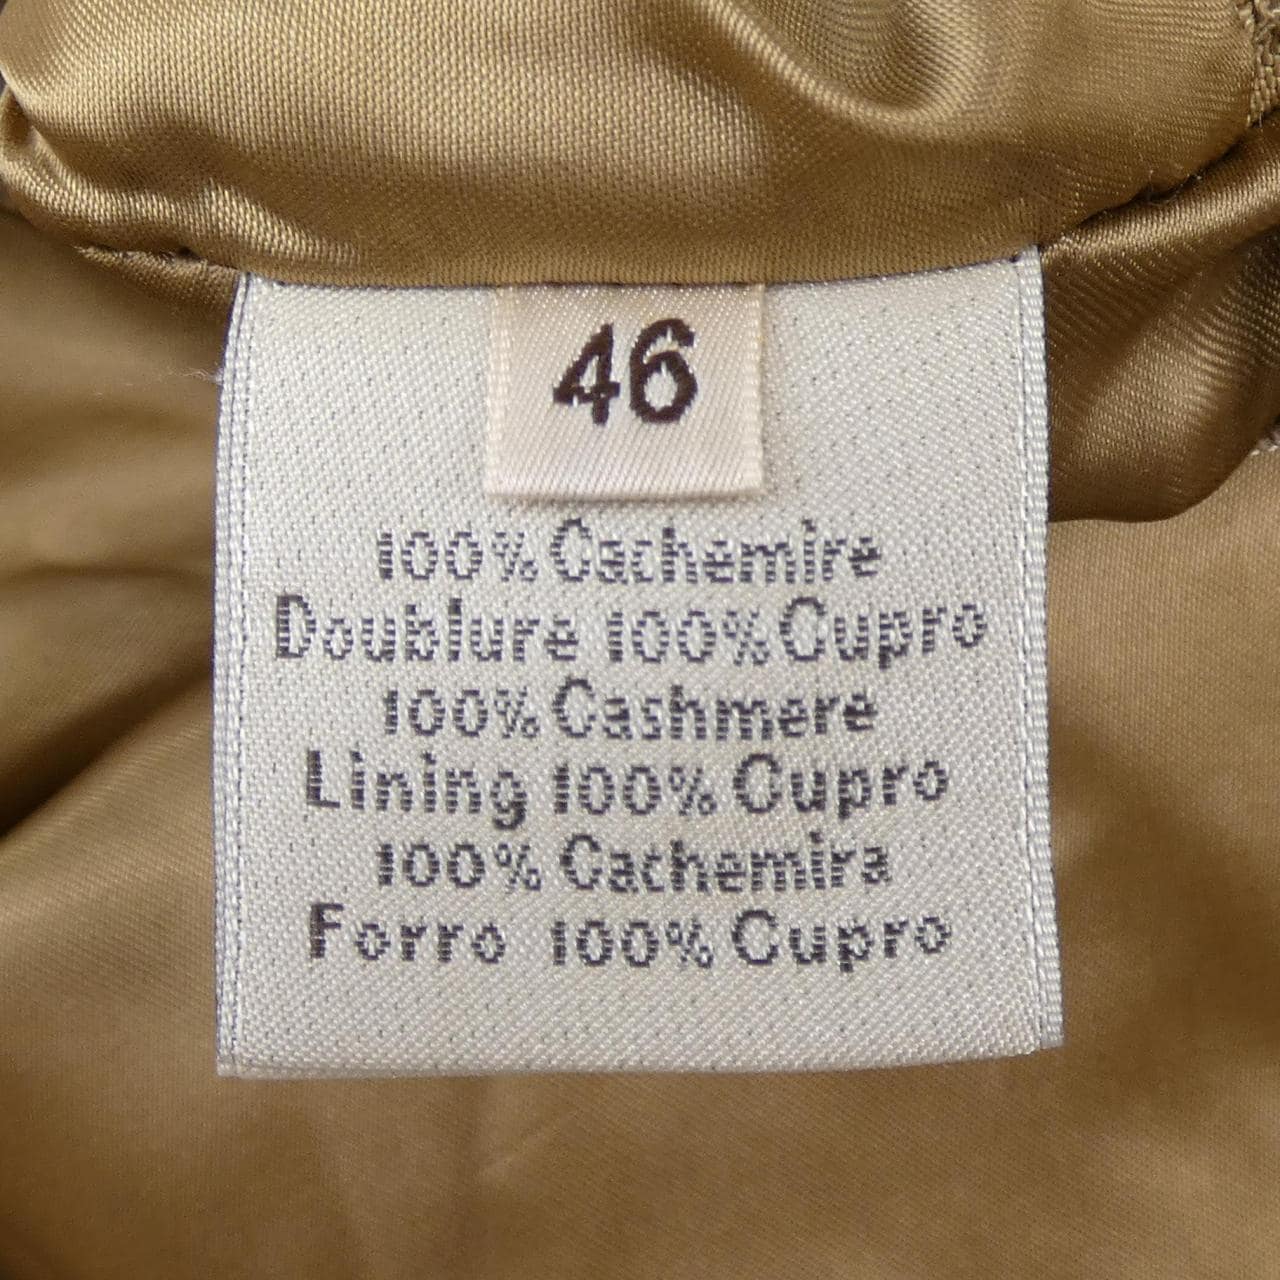 46
100% Cachemire
Doublure 100% Cupro
100% Cashmere
Lining 100% Cupro
100% Cachemira
Forro 100% Cupro